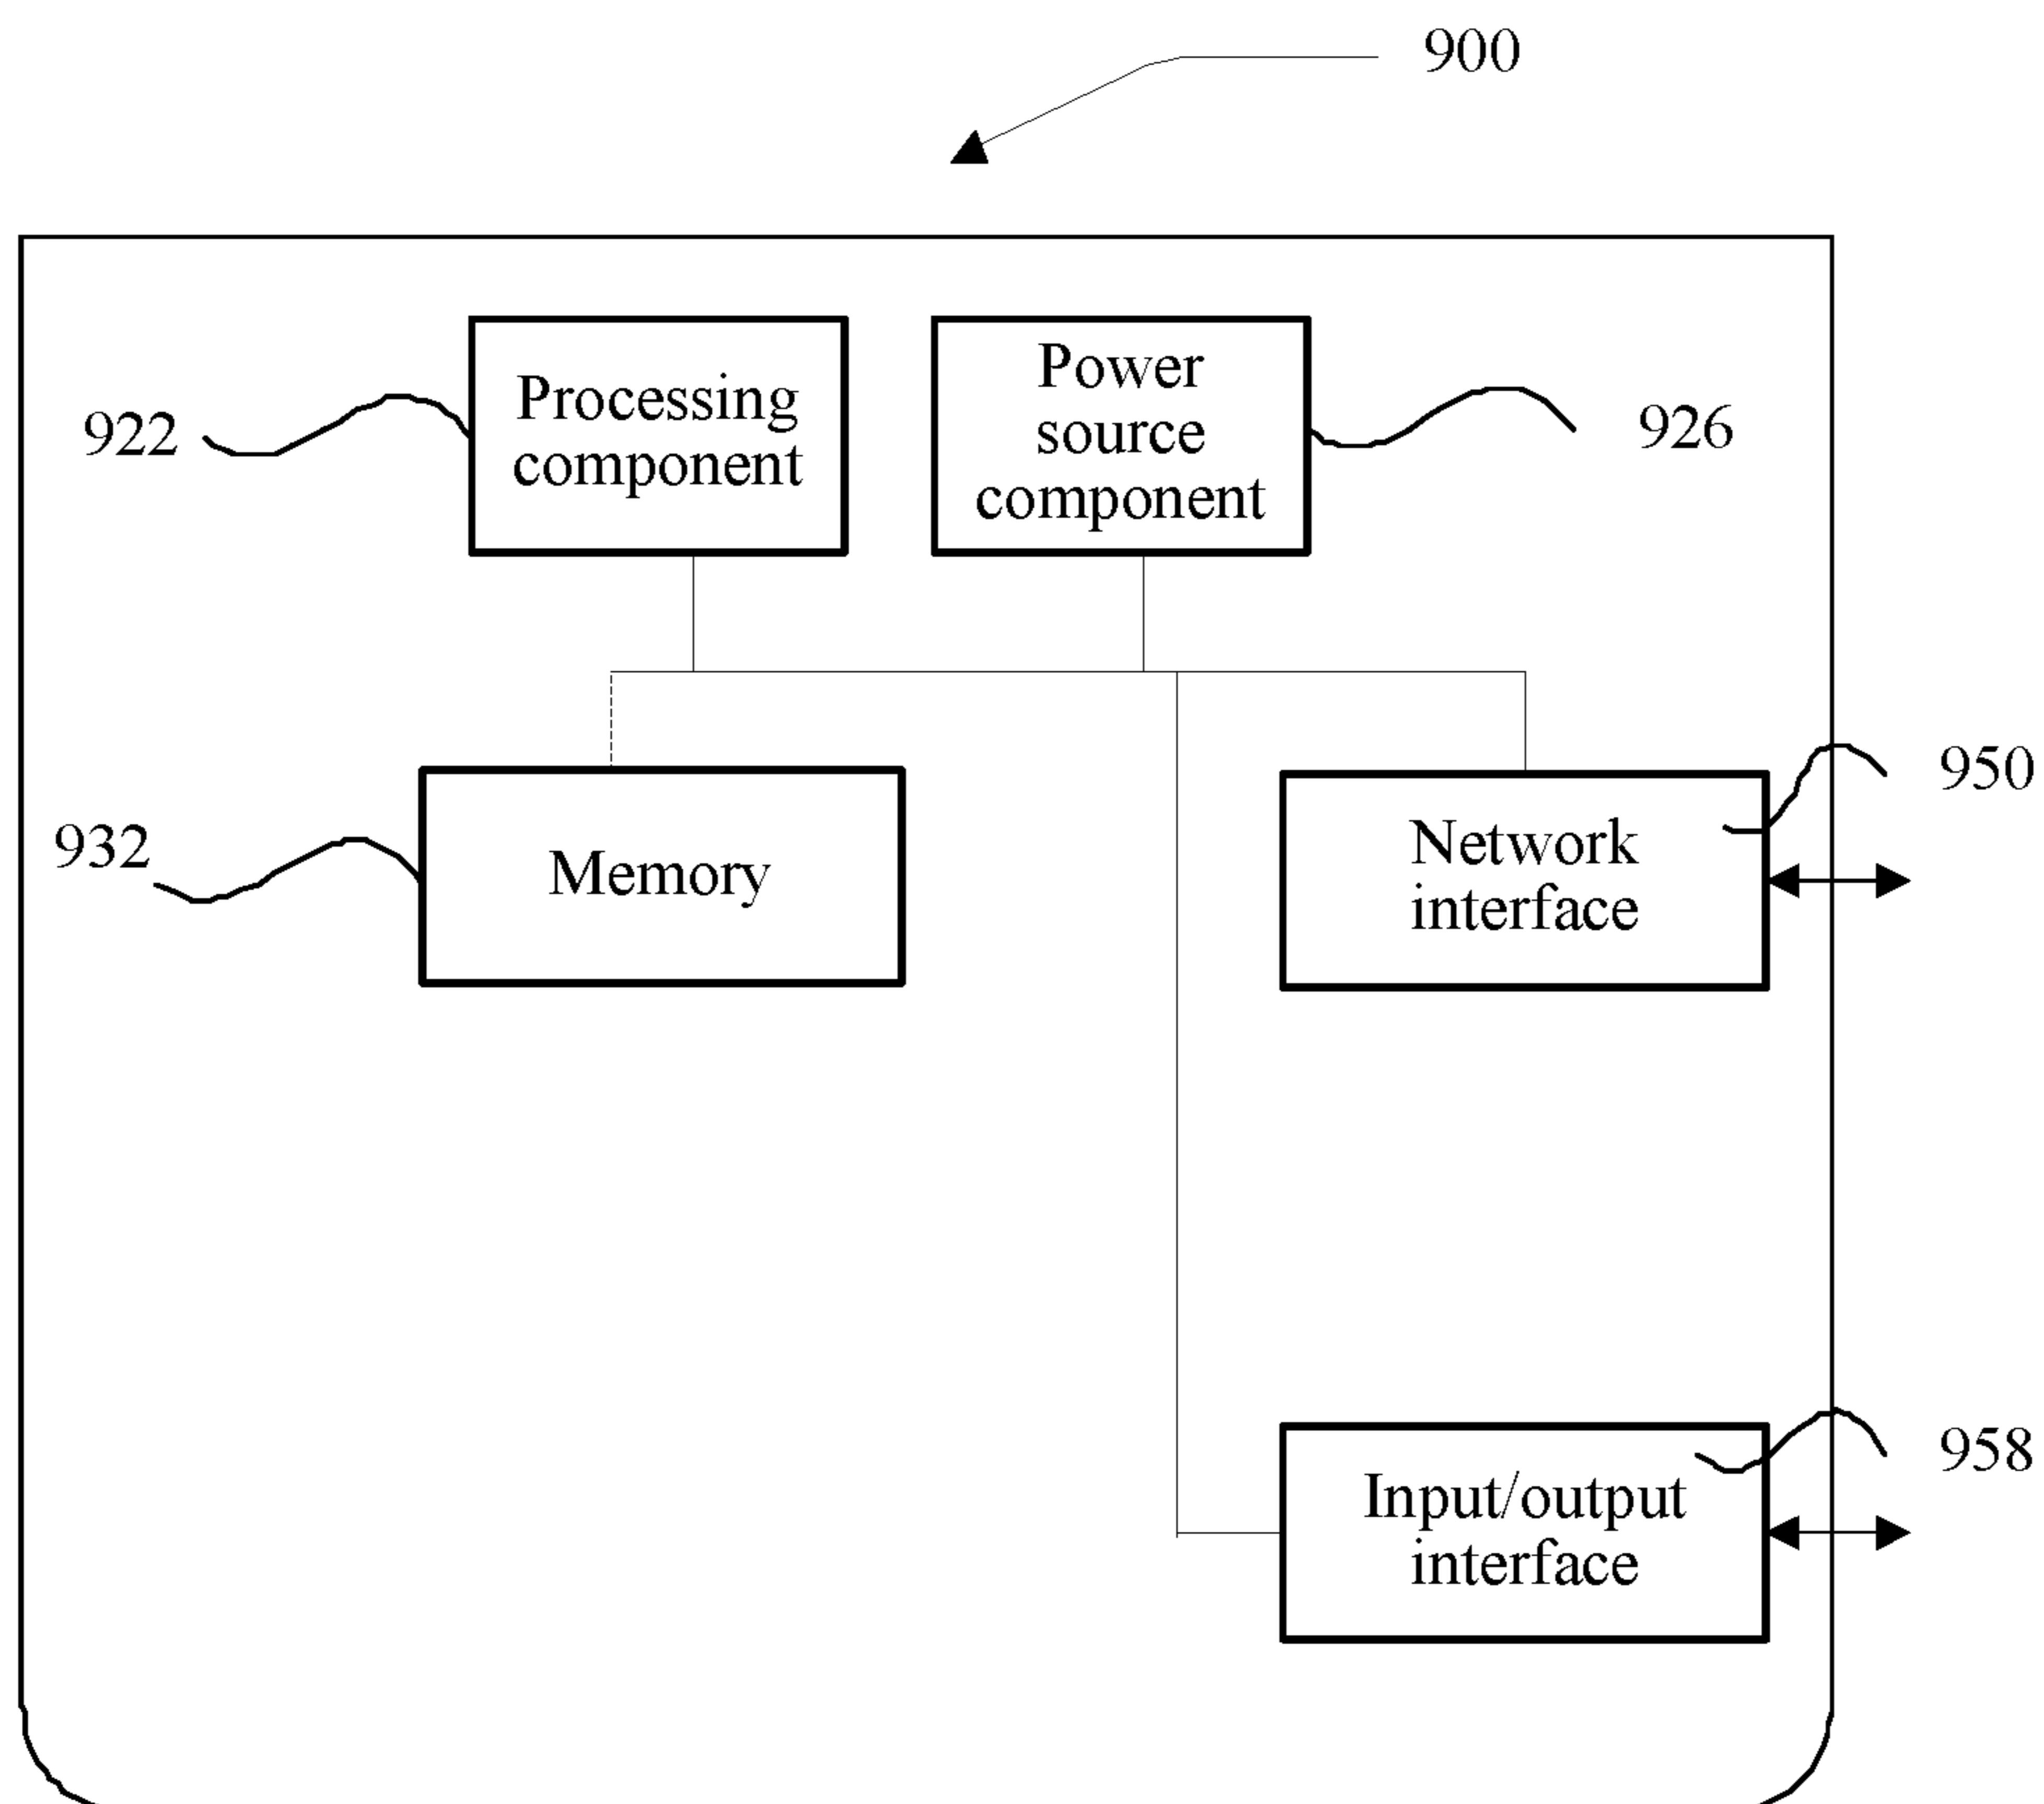 900
922
Processing
component
Power
source
component
926
932
Memory
Network
interface
950
Input/output
interface
958